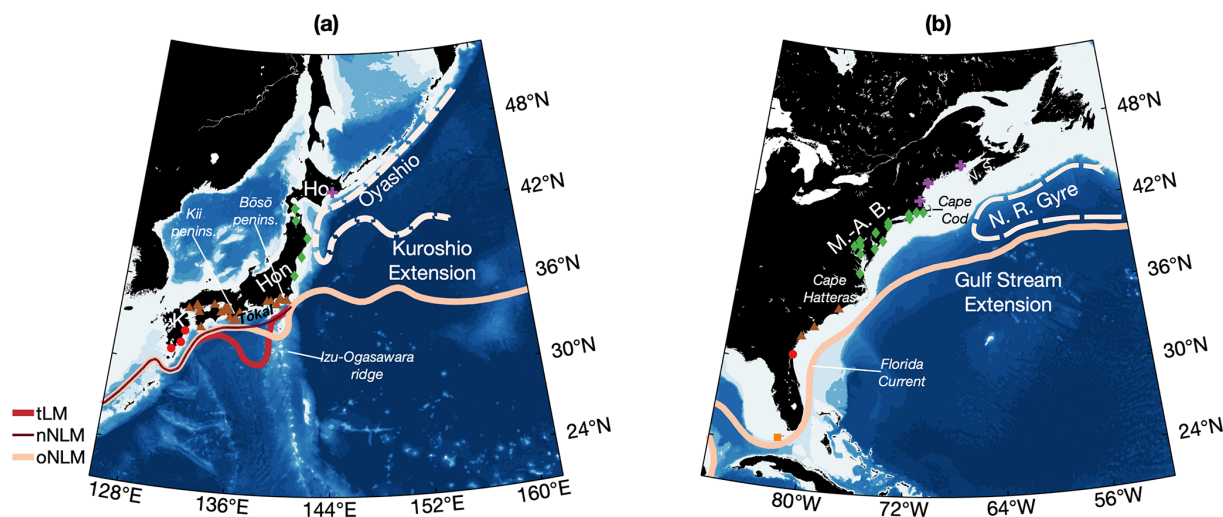 (a)
48°N
42°N
36°N
30°N
24°N
128°E
136°E
144°E
152°E
160°E
Ho.
Oyashio
Bōsō
penins.
Kii
penins.
Kuroshio
Extension
Hon.
Tōkai
K.
Izu-Ogasawara
ridge
tLM
nNLM
oNLM
(b)
48°N
42°N
36°N
30°N
24°N
80°W
72°W
64°W
56°W
N.S.
Cape
Cod
N. R. Gyre
M.-A. B.
Cape
Hatteras
Gulf Stream
Extension
Florida
Current